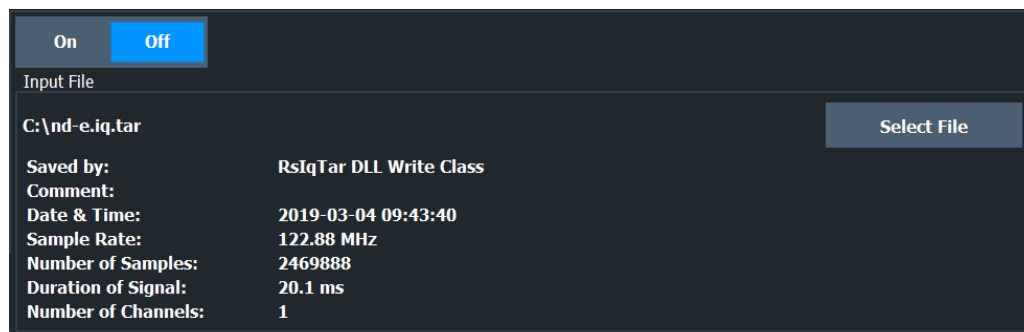 On Off
Input File
C:\nd-e.iq.tar Select File
Saved by: RsIqTar DLL Write Class
Comment:
Date & Time: 2019-03-04 09:43:40
Sample Rate: 122.88 MHz
Number of Samples: 2469888
Duration of Signal: 20.1 ms
Number of Channels: 1